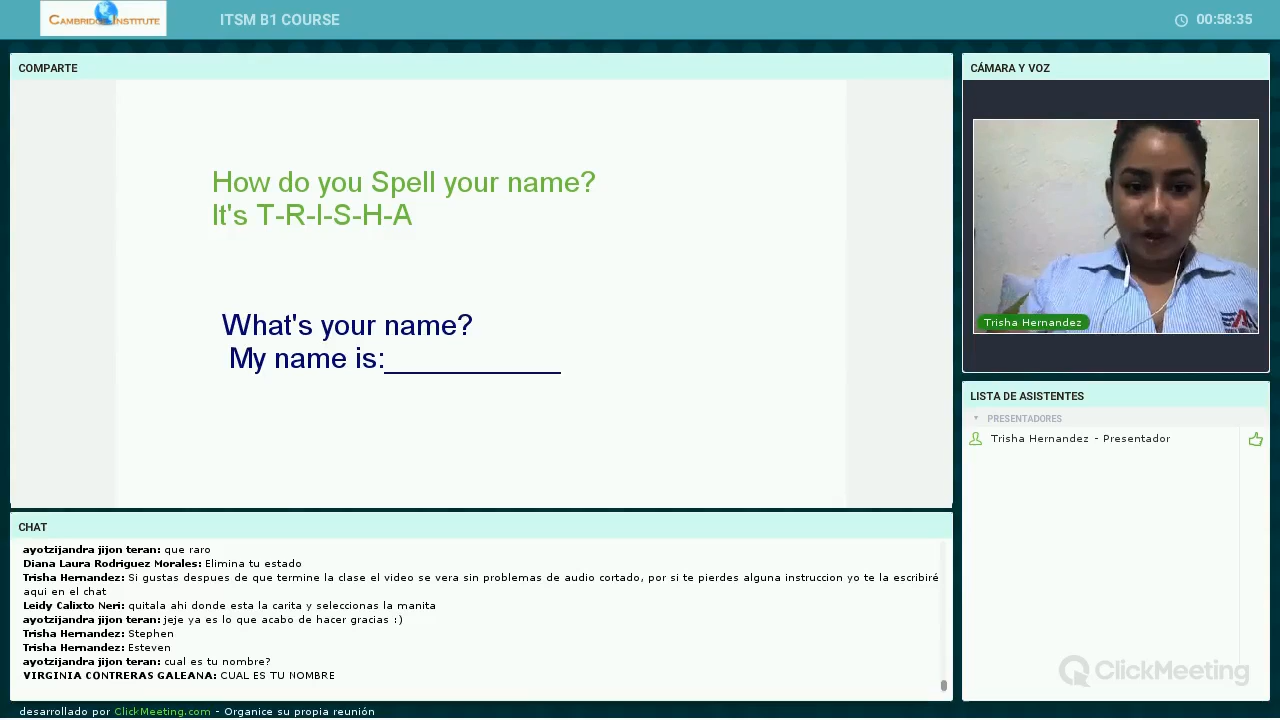 CAMBRIDGE INSTITUTE
ITSM B1 COURSE
00:58:35
COMPARTE
How do you Spell your name?
It's T-R-I-S-H-A
What's your name?
My name is:___________
CÁMARA Y VOZ
Trisha Hernandez
LISTA DE ASISTENTES
PRESENTADORES
Trisha Hernandez - Presentador
ClickMeeting
CHAT
ayotzijandra jijon teran: que raro
Diana Laura Rodriguez Morales: Elimina tu estado
Trisha Hernandez: Si gustas despues de que termine la clase el video se vera sin problemas de audio cortado, por si te pierdes alguna instruccion yo te la escribiré
aqui en el chat
Leidy Calixto Neri: quitala ahi donde esta la carita y seleccionas la manita
ayotzijandra jijon teran: jeje ya es lo que acabo de hacer gracias :)
Trisha Hernandez: Stephen
Trisha Hernandez: Esteven
ayotzijandra jijon teran: cual es tu nombre?
VIRGINIA CONTRERAS GALEANA: CUAL ES TU NOMBRE
desarrollado por ClickMeeting.com - Organice su propia reunión